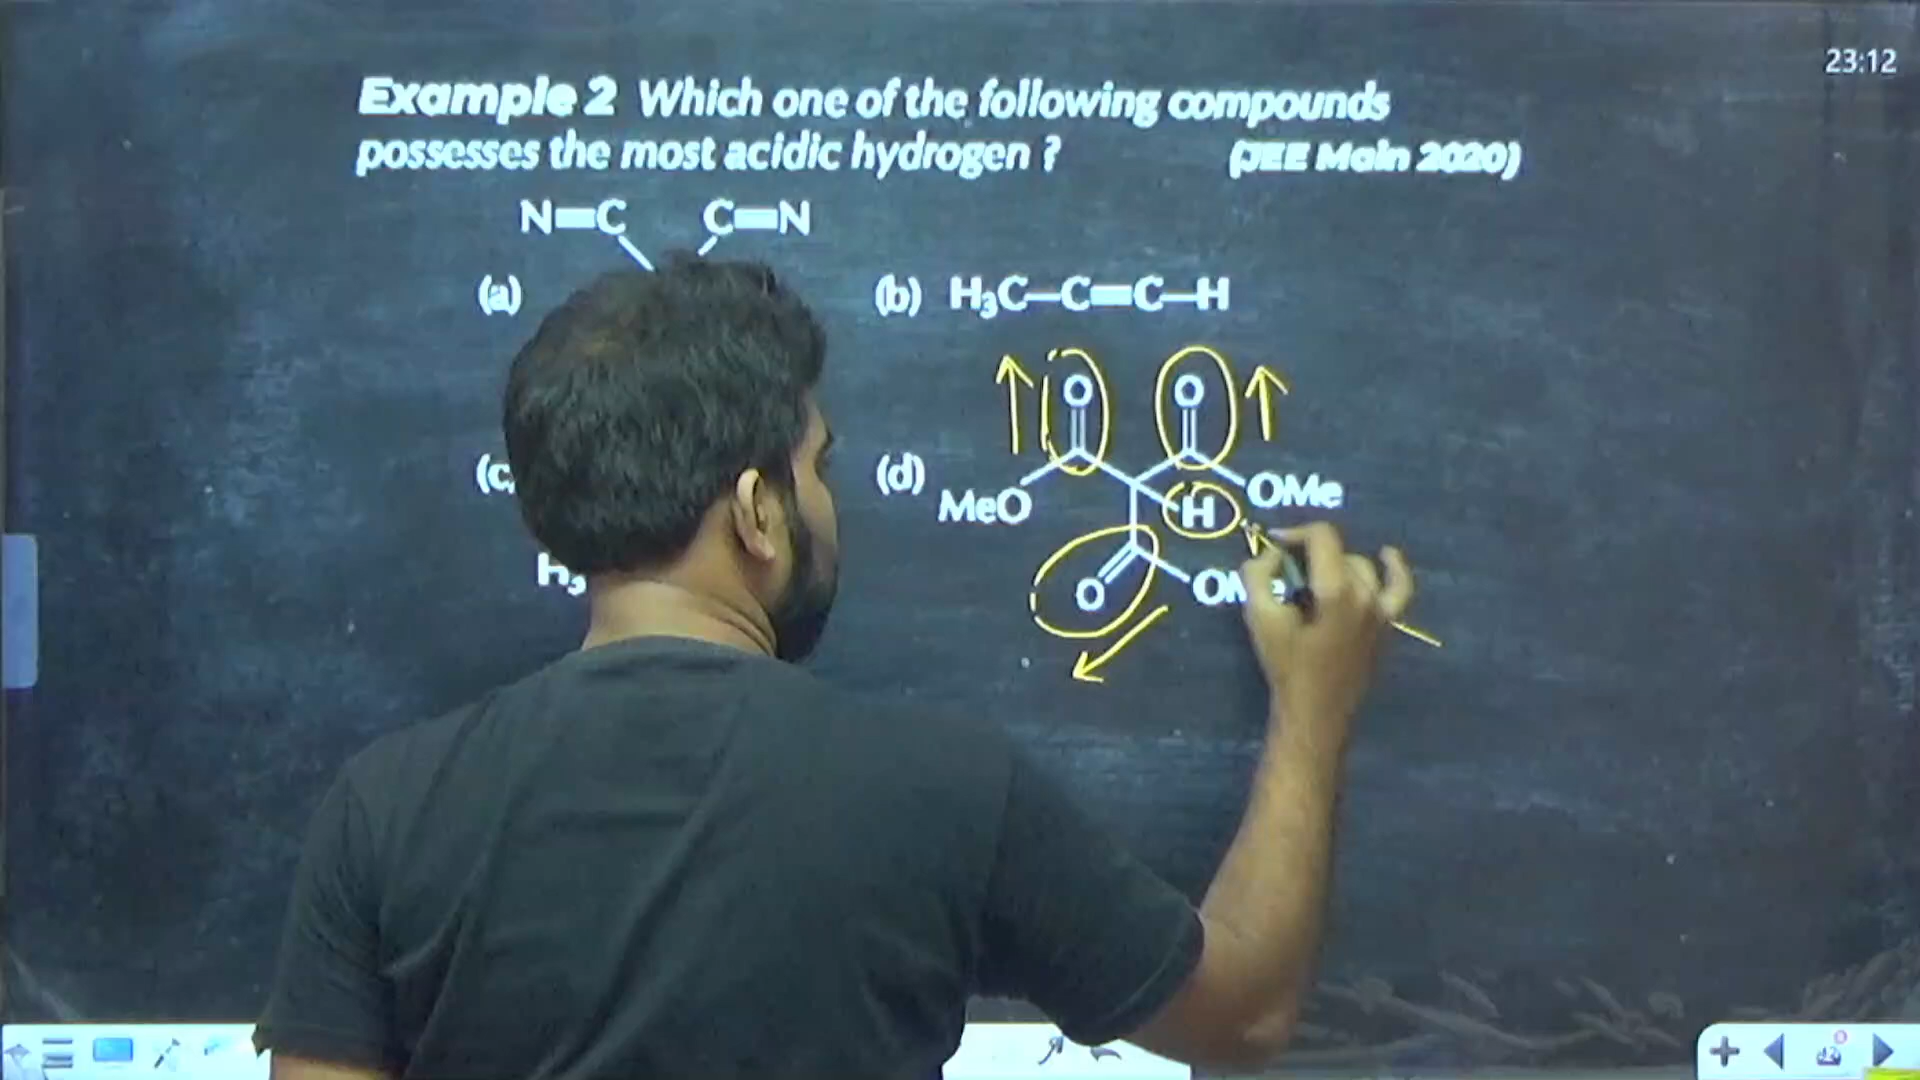 23:12
Example 2 Which one of the following compounds
possesses the most acidic hydrogen ? (JEE Main 2020)
N≡C C≡N
(a)
(b) H₃C–C≡C–H
O O
(c)
(d)
MeO OMe
H
O
H₃